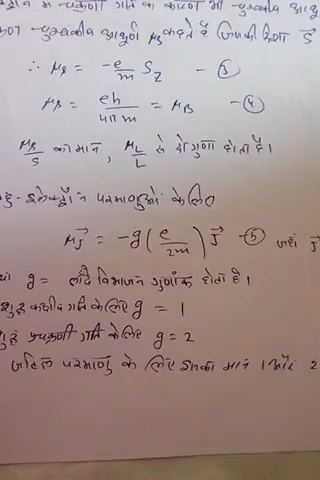 चक्रणी गति के कारण भी चुम्बकीय आघूर्ण
चुम्बकीय आघूर्ण μs कहते हैं जिसकी दिशा S
∴ μs = -e/m Sz - ③
μs = eh/4πm = μB - ④
μs/S का मान, μL/L से दो गुणा होता है।
बहु-इलेक्ट्रॉन परमाणुओं के लिए
μJ = -g(e/2m) J - ⑤ जहाँ J
g = लांदे विभाजन गुणांक होता है।
शुद्ध कक्षीय गति के लिए g = 1
शुद्ध चक्रणी गति के लिए g = 2
जटिल परमाणु के लिए इसका मान 1 और 2